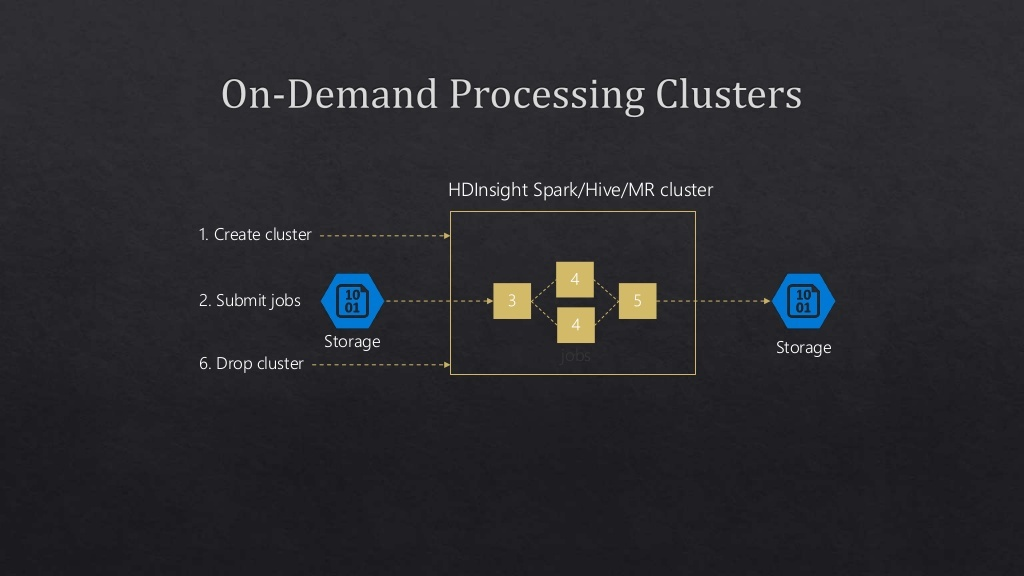 On-Demand Processing Clusters
HDInsight Spark/Hive/MR cluster
1. Create cluster
2. Submit jobs
10
01
Storage
6. Drop cluster
3
4
4
5
jobs
10
01
Storage